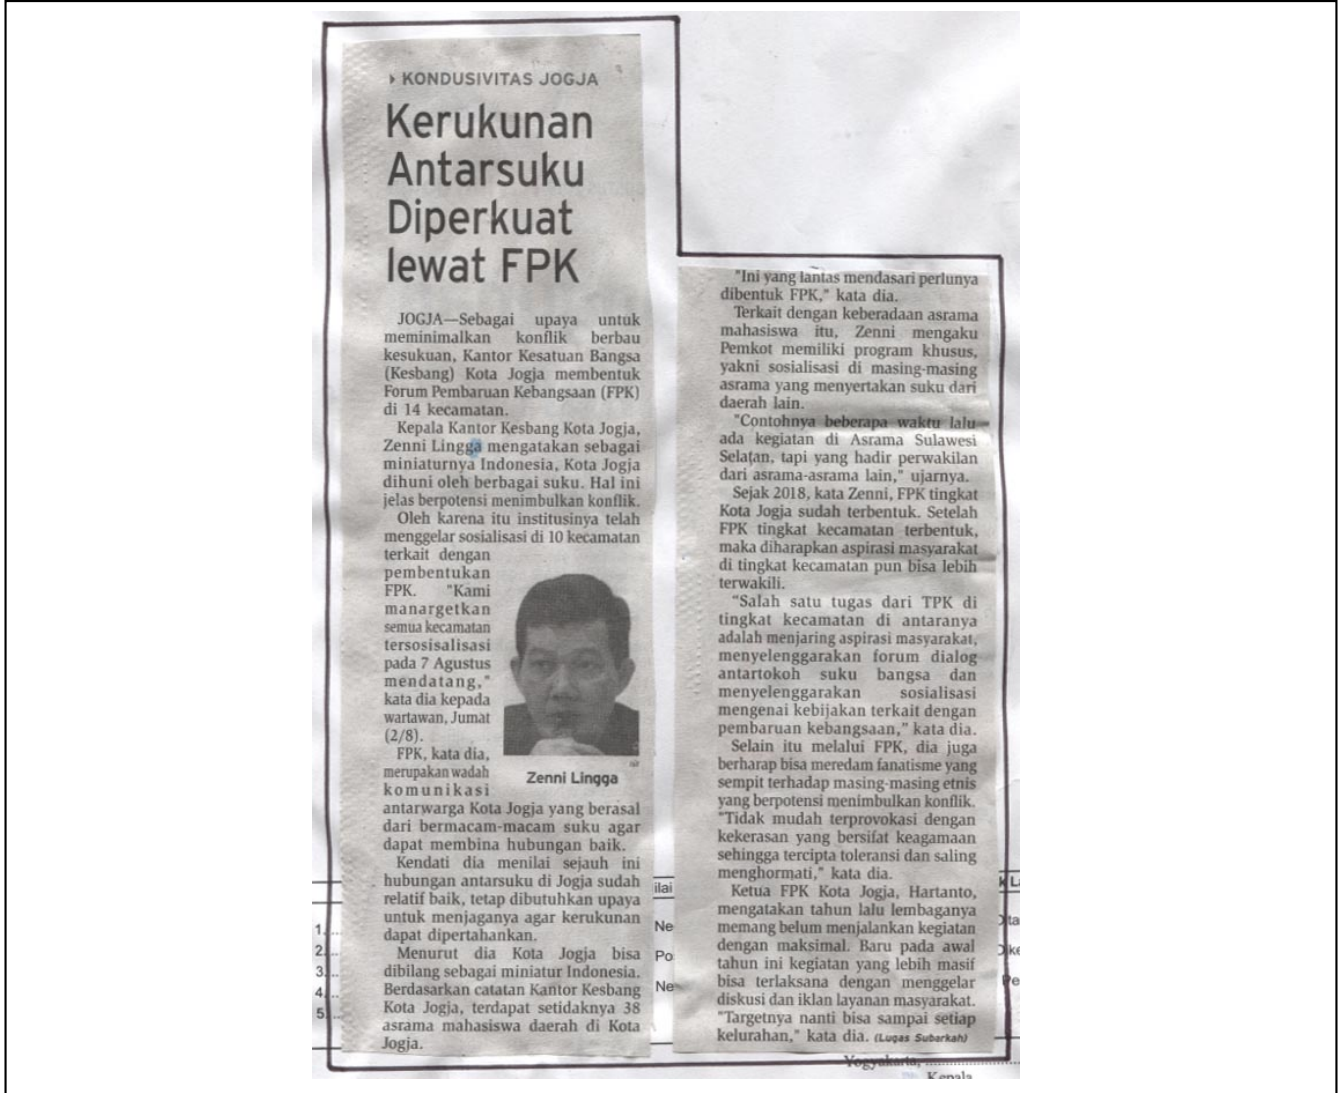 KONDUSIVITAS JOGJA
Kerukunan
Antarsuku
Diperkuat
lewat FPK
JOGJA—Sebagai upaya untuk
meminimalkan konflik berbau
kesukuan, Kantor Kesatuan Bangsa
(Kesbang) Kota Jogja membentuk
Forum Pembaruan Kebangsaan (FPK)
di 14 kecamatan.
Kepala Kantor Kesbang Kota Jogja,
Zenni Lingga mengatakan sebagai
miniaturnya Indonesia, Kota Jogja
dihuni oleh berbagai suku. Hal ini
jelas berpotensi menimbulkan konflik.
Oleh karena itu institusinya telah
menggelar sosialisasi di 10 kecamatan
terkait dengan
pembentukan
FPK. "Kami
manargetkan
semua kecamatan
tersosisalisasi
pada 7 Agustus
mendatang,"
kata dia kepada
wartawan, Jumat
(2/8).
FPK, kata dia,
merupakan wadah
komunikasi
antarwarga Kota Jogja yang berasal
dari bermacam-macam suku agar
dapat membina hubungan baik.
Kendati dia menilai sejauh ini
hubungan antarsuku di Jogja sudah
relatif baik, tetap dibutuhkan upaya
untuk menjaganya agar kerukunan
dapat dipertahankan.
Menurut dia Kota Jogja bisa
dibilang sebagai miniatur Indonesia.
Berdasarkan catatan Kantor Kesbang
Kota Jogja, terdapat setidaknya 38
asrama mahasiswa daerah di Kota
Jogja.
Zenni Lingga
"Ini yang lantas mendasari perlunya
dibentuk FPK," kata dia.
Terkait dengan keberadaan asrama
mahasiswa itu, Zenni mengaku
Pemkot memiliki program khusus,
yakni sosialisasi di masing-masing
asrama yang menyertakan suku dari
daerah lain.
"Contohnya beberapa waktu lalu
ada kegiatan di Asrama Sulawesi
Selatan, tapi yang hadir perwakilan
dari asrama-asrama lain," ujarnya.
Sejak 2018, kata Zenni, FPK tingkat
Kota Jogja sudah terbentuk. Setelah
FPK tingkat kecamatan terbentuk,
maka diharapkan aspirasi masyarakat
di tingkat kecamatan pun bisa lebih
terwakili.
"Salah satu tugas dari TPK di
tingkat kecamatan di antaranya
adalah menjaring aspirasi masyarakat,
menyelenggarakan forum dialog
antartokoh suku bangsa dan
menyelenggarakan sosialisasi
mengenai kebijakan terkait dengan
pembaruan kebangsaan," kata dia.
Selain itu melalui FPK, dia juga
berharap bisa meredam fanatisme yang
sempit terhadap masing-masing etnis
yang berpotensi menimbulkan konflik.
"Tidak mudah terprovokasi dengan
kekerasan yang bersifat keagamaan
sehingga tercipta toleransi dan saling
menghormati," kata dia.
Ketua FPK Kota Jogja, Hartanto,
mengatakan tahun lalu lembaganya
memang belum menjalankan kegiatan
dengan maksimal. Baru pada awal
tahun ini kegiatan yang lebih masif
bisa terlaksana dengan menggelar
diskusi dan iklan layanan masyarakat.
"Targetnya nanti bisa sampai setiap
kelurahan," kata dia. (Lugas Subarkah)
1....
2....
3....
4....
5....
ilai
Ne
Po
Ne
Yogyakarta, ........
Kepala